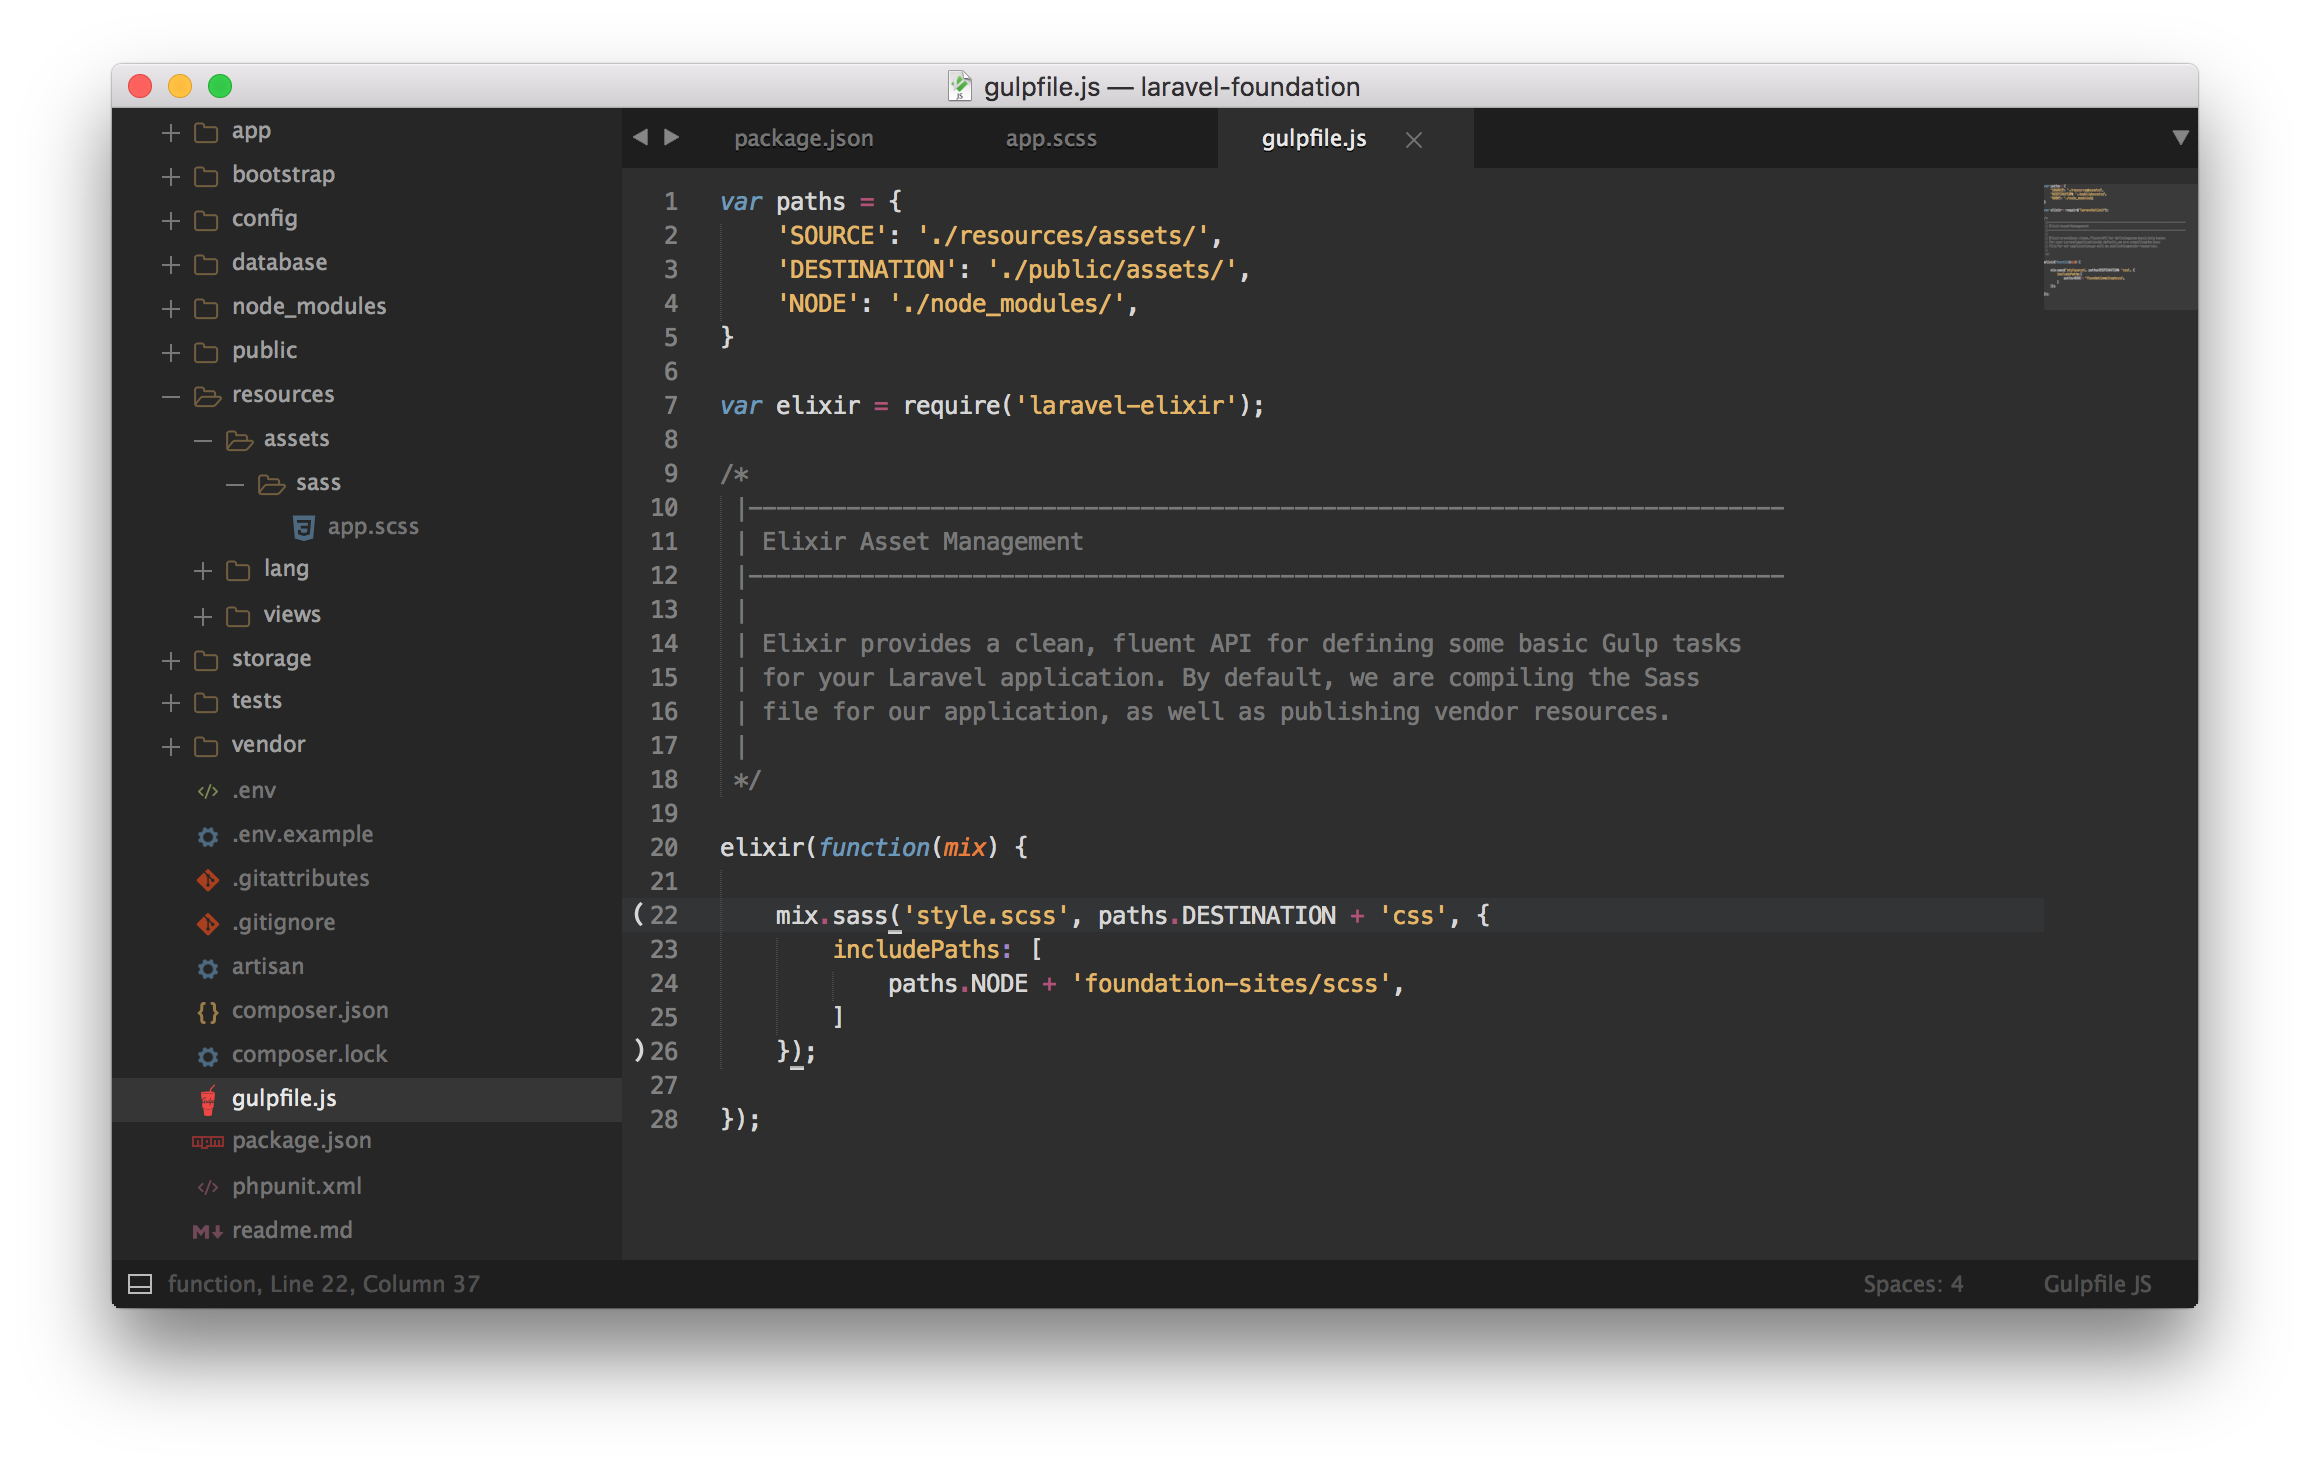 gulpfile.js — laravel-foundation
app
bootstrap
config
database
node_modules
public
resources
assets
sass
app.scss
lang
views
storage
tests
vendor
.env
.env.example
.gitattributes
.gitignore
artisan
composer.json
composer.lock
gulpfile.js
package.json
phpunit.xml
readme.md
package.json app.scss gulpfile.js
1 var paths = {
2 'SOURCE': './resources/assets/',
3 'DESTINATION': './public/assets/',
4 'NODE': './node_modules/',
5 }
6
7 var elixir = require('laravel-elixir');
8
9 /*
10 |--------------------------------------------------------------------------
11 | Elixir Asset Management
12 |--------------------------------------------------------------------------
13 |
14 | Elixir provides a clean, fluent API for defining some basic Gulp tasks
15 | for your Laravel application. By default, we are compiling the Sass
16 | file for our application, as well as publishing vendor resources.
17 |
18 */
19
20 elixir(function(mix) {
21
22 mix.sass('style.scss', paths.DESTINATION + 'css', {
23 includePaths: [
24 paths.NODE + 'foundation-sites/scss',
25 ]
26 });
27
28 });
function, Line 22, Column 37
Spaces: 4
Gulpfile JS